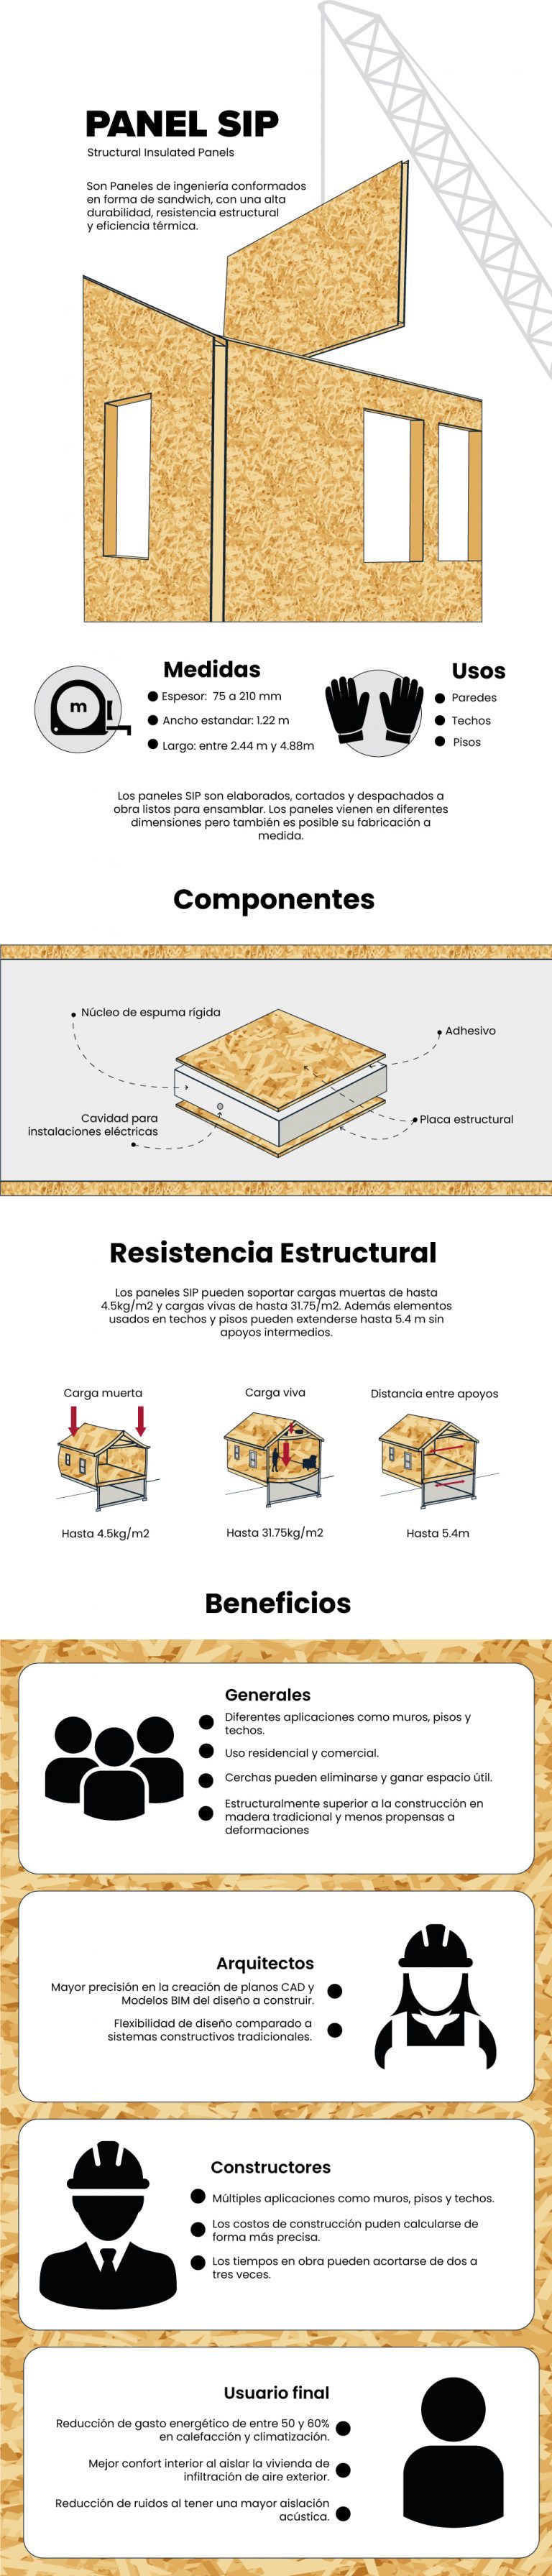 PANEL SIP
Structural Insulated Panels
Son Paneles de ingeniería conformados
en forma de sandwich, con una alta
durabilidad, resistencia estructural
y eficiencia térmica.
Medidas
Espesor: 75 a 210 mm
Ancho estandar: 1.22 m
Largo: entre 2.44 m y 4.88m
m
Usos
Paredes
Techos
Pisos
Los paneles SIP son elaborados, cortados y despachados a
obra listos para ensamblar. Los paneles vienen en diferentes
dimensiones pero también es posible su fabricación a
medida.
Componentes
Núcleo de espuma rígida
Adhesivo
Cavidad para
instalaciones eléctricas
Placa estructural
Resistencia Estructural
Los paneles SIP pueden soportar cargas muertas de hasta
4.5kg/m2 y cargas vivas de hasta 31.75/m2. Además elementos
usados en techos y pisos pueden extenderse hasta 5.4 m sin
apoyos intermedios.
Carga muerta
Carga viva
Distancia entre apoyos
Hasta 4.5kg/m2
Hasta 31.75kg/m2
Hasta 5.4m
Beneficios
Generales
Diferentes aplicaciones como muros, pisos y
techos.
Uso residencial y comercial.
Cerchas pueden eliminarse y ganar espacio útil.
Estructuralmente superior a la construcción en
madera tradicional y menos propensas a
deformaciones
Arquitectos
Mayor precisión en la creación de planos CAD y
Modelos BIM del diseño a construir.
Flexibilidad de diseño comparado a
sistemas constructivos tradicionales.
Constructores
Múltiples aplicaciones como muros, pisos y techos.
Los costos de construcción puden calcularse de
forma más precisa.
Los tiempos en obra pueden acortarse de dos a
tres veces.
Usuario final
Reducción de gasto energético de entre 50 y 60%
en calefacción y climatización.
Mejor confort interior al aislar la vivienda de
infiltración de aire exterior.
Reducción de ruidos al tener una mayor aislación
acústica.